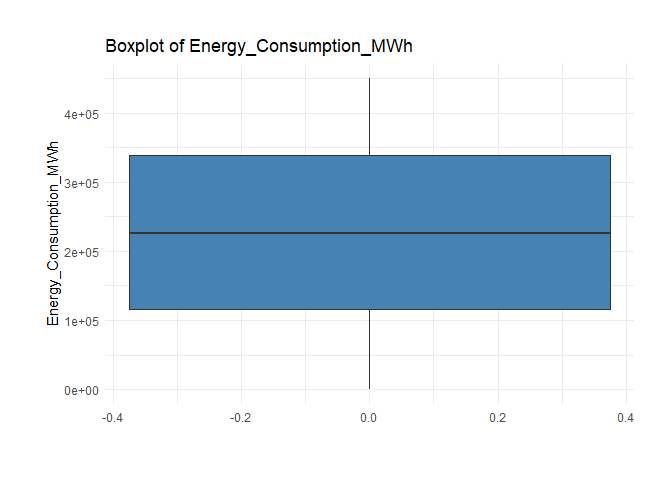 Boxplot of Energy_Consumption_MWh
Energy_Consumption_MWh
4e+05
3e+05
2e+05
1e+05
0e+00
-0.4
-0.2
0.0
0.2
0.4